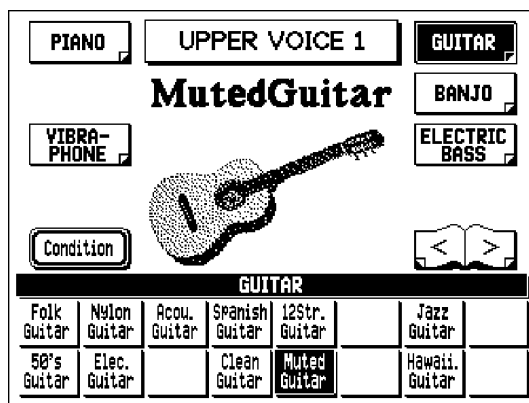 PIANO
UPPER VOICE 1
GUITAR
MutedGuitar
BANJO
VIBRA-
PHONE
ELECTRIC
BASS
Condition
< >
GUITAR
Folk Guitar
Nylon Guitar
Acou. Guitar
Spanish Guitar
12Str. Guitar
Jazz Guitar
50's Guitar
Elec. Guitar
Clean Guitar
Muted Guitar
Hawaii. Guitar